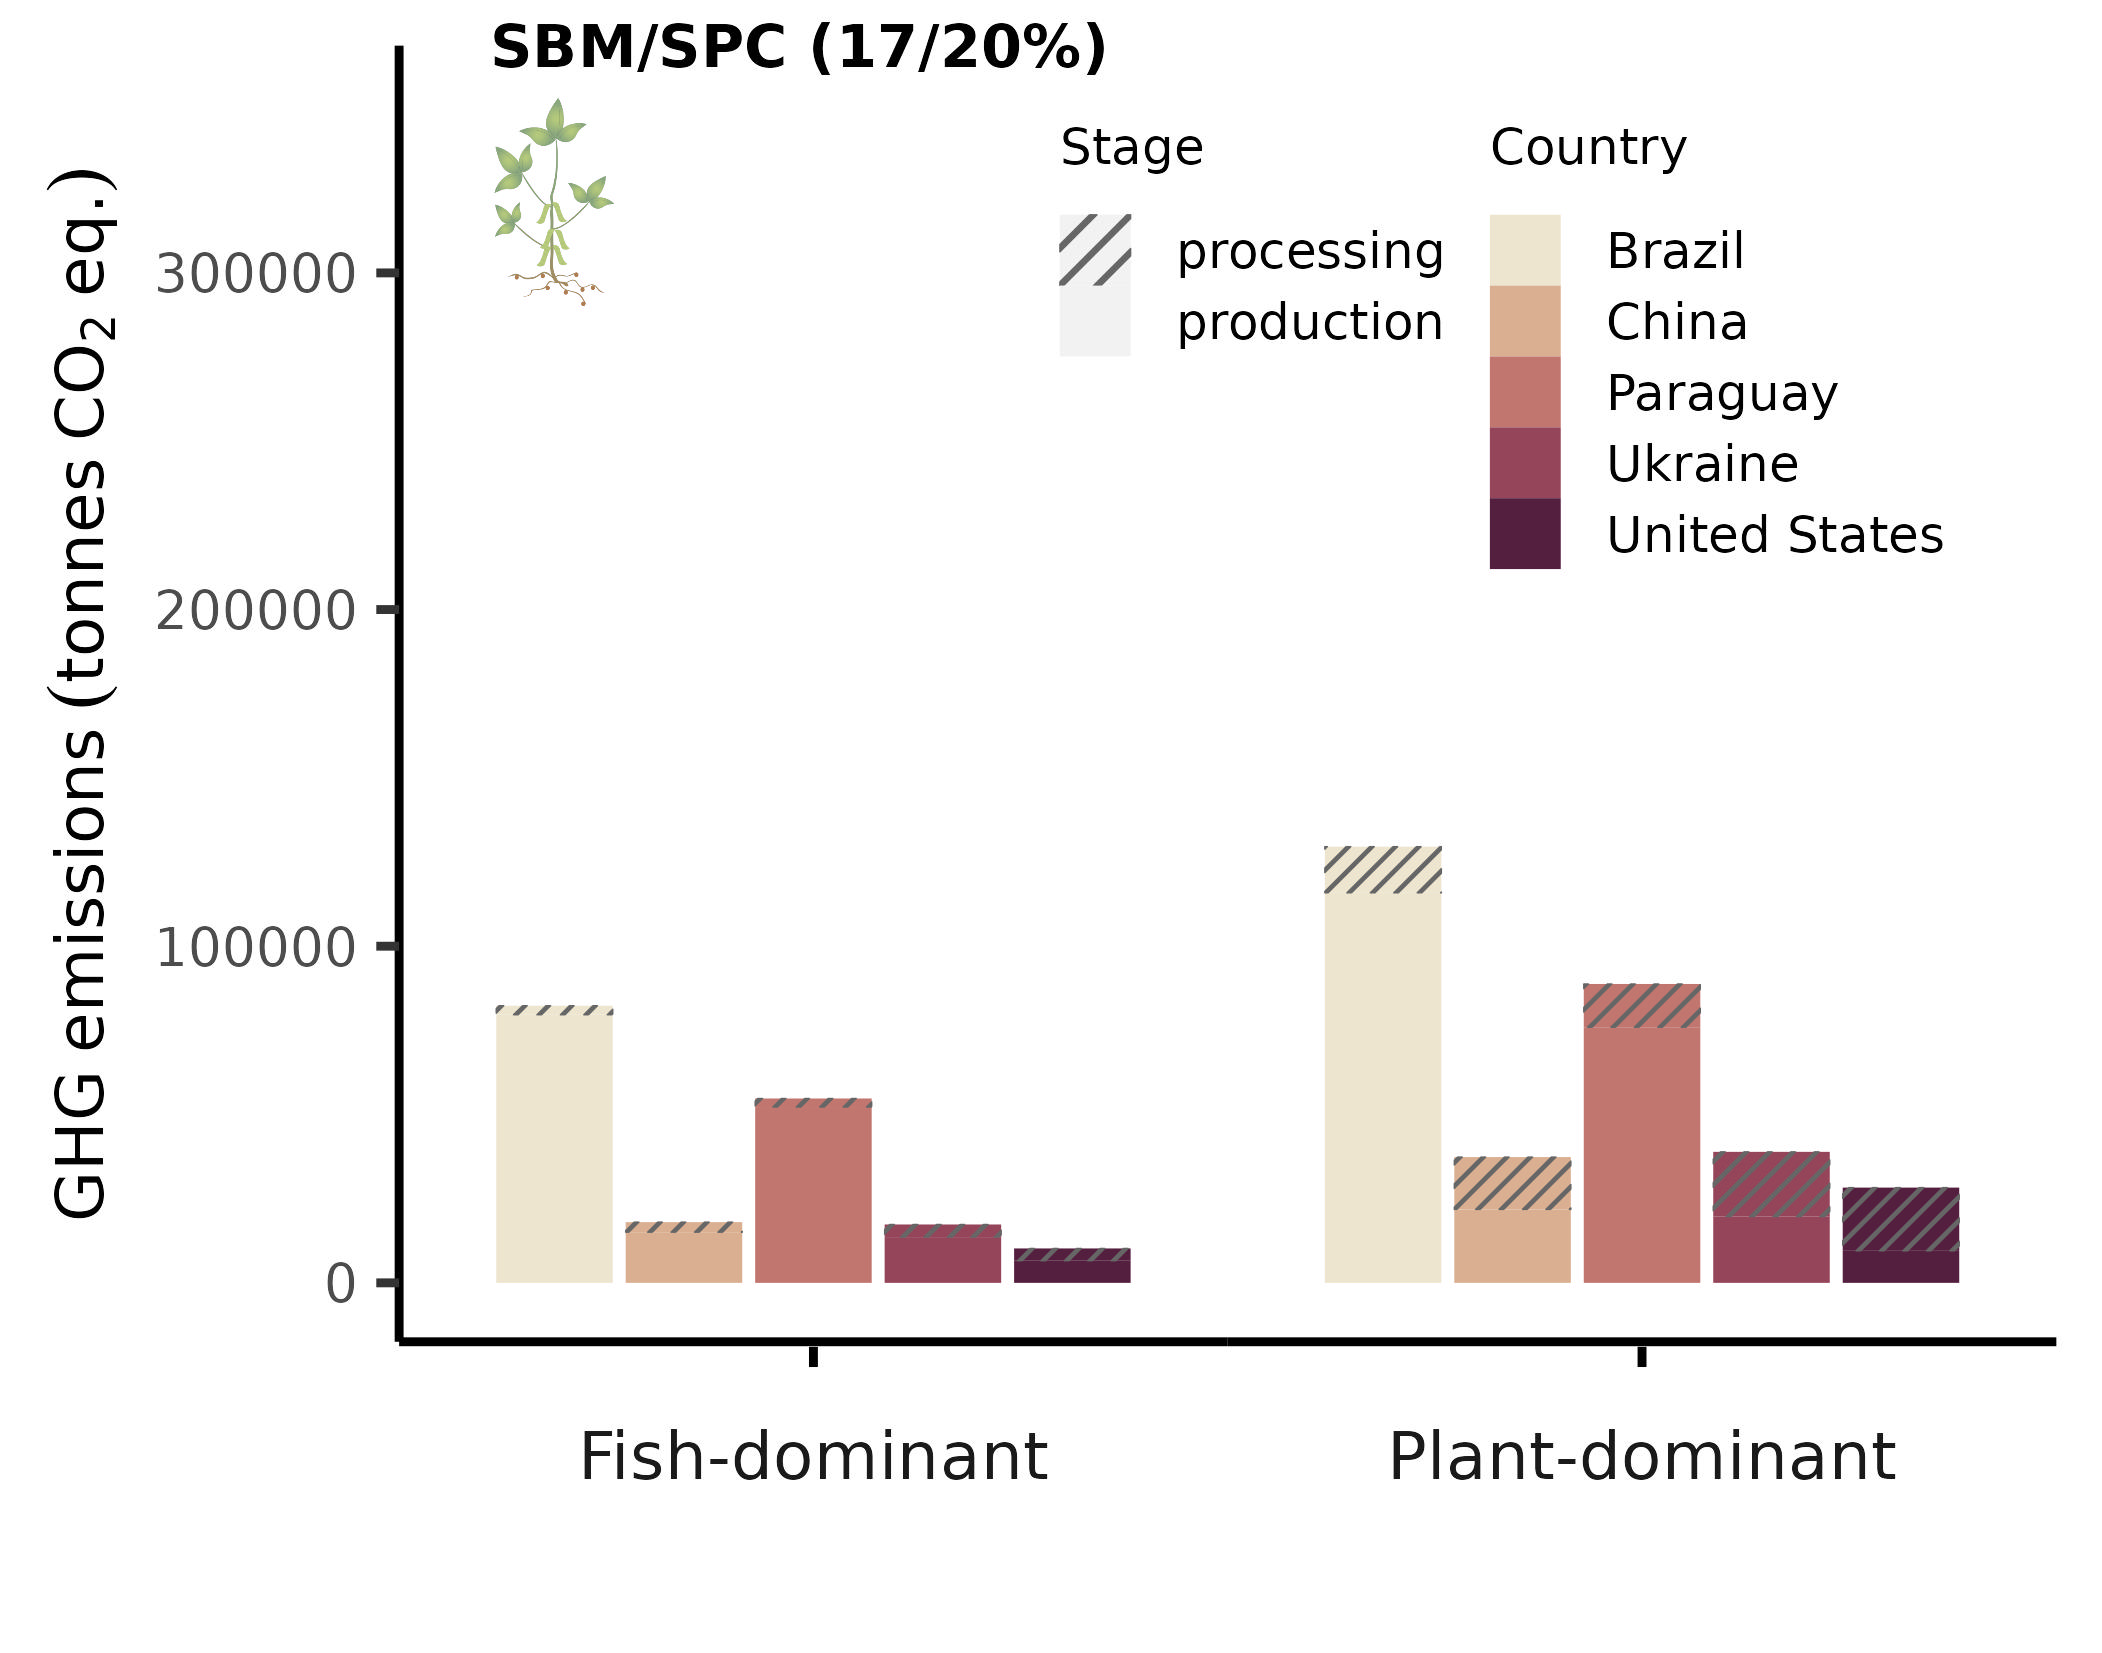 SBM/SPC (17/20%)
GHG emissions (tonnes CO₂ eq.)
300000
200000
100000
0
Stage
processing
production
Country
Brazil
China
Paraguay
Ukraine
United States
Fish-dominant
Plant-dominant